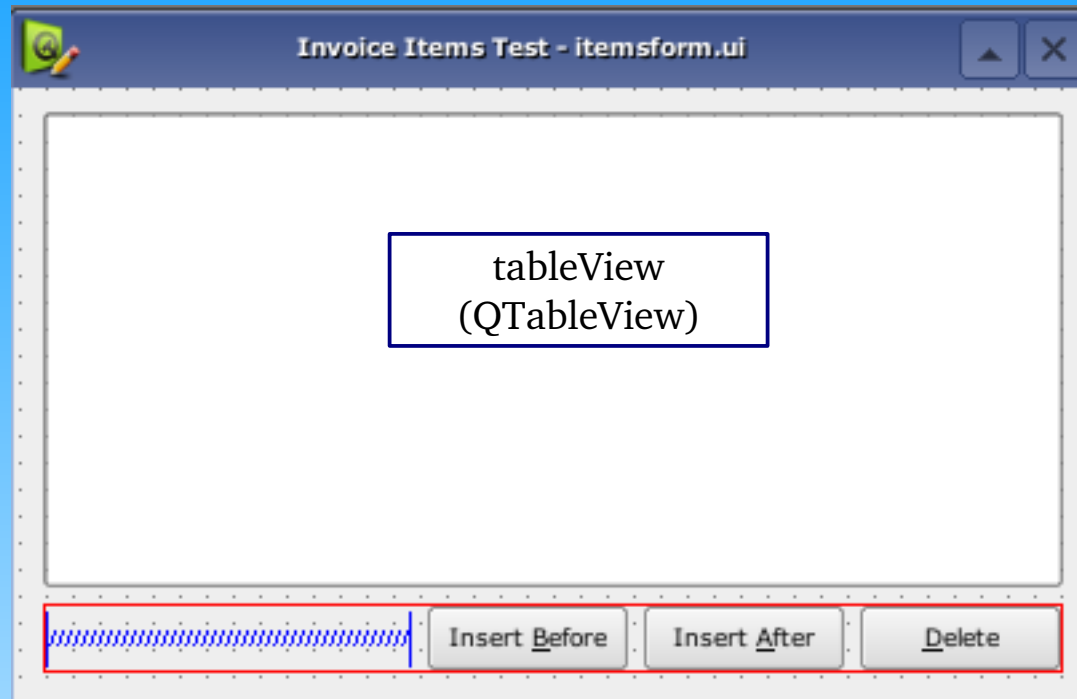 Invoice Items Test - itemsform.ui
tableView
(QTableView)
Insert Before
Insert After
Delete